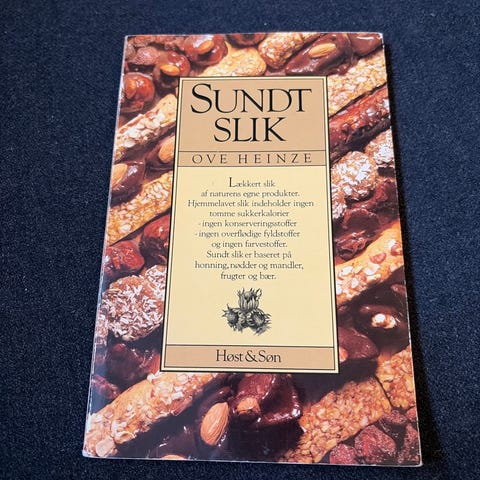 SUNDT
SLIK
OVE HEINZE
Lækkert slik
af naturens egne produkter.
Hjemmelavet slik indeholder ingen
tomme sukkerkalorier
-ingen konserveringsstoffer
-ingen overflødige fyldstoffer
og ingen farvestoffer.
Sundt slik er baseret på
honning, nødder og mandler,
frugter og bær.
Høst & Søn